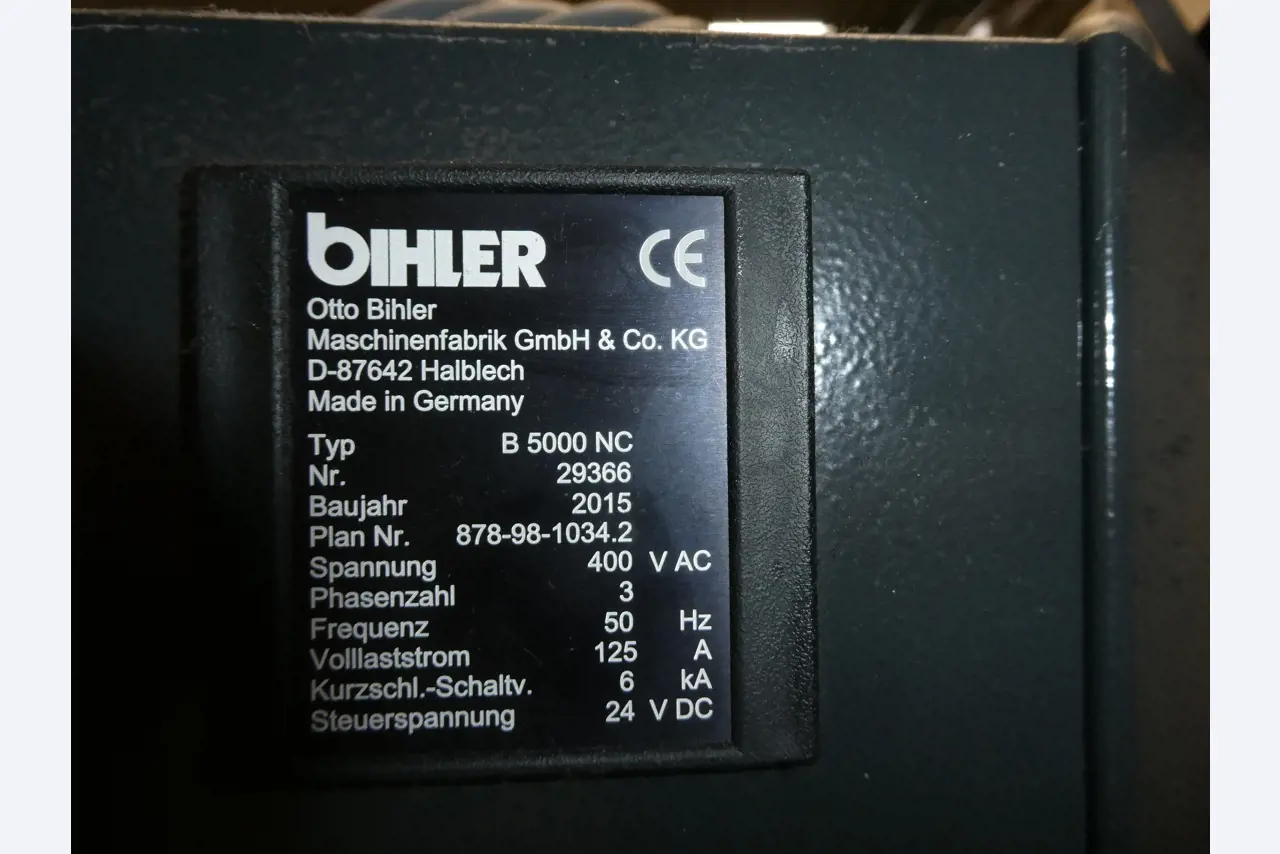 BIHLER CE
Otto Bihler
Maschinenfabrik GmbH & Co. KG
D-87642 Halblech
Made in Germany
Typ B 5000 NC
Nr. 29366
Baujahr 2015
Plan Nr. 878-98-1034.2
Spannung 400 V AC
Phasenzahl 3
Frequenz 50 Hz
Volllaststrom 125 A
Kurzschl.-Schaltv. 6 kA
Steuerspannung 24 V DC